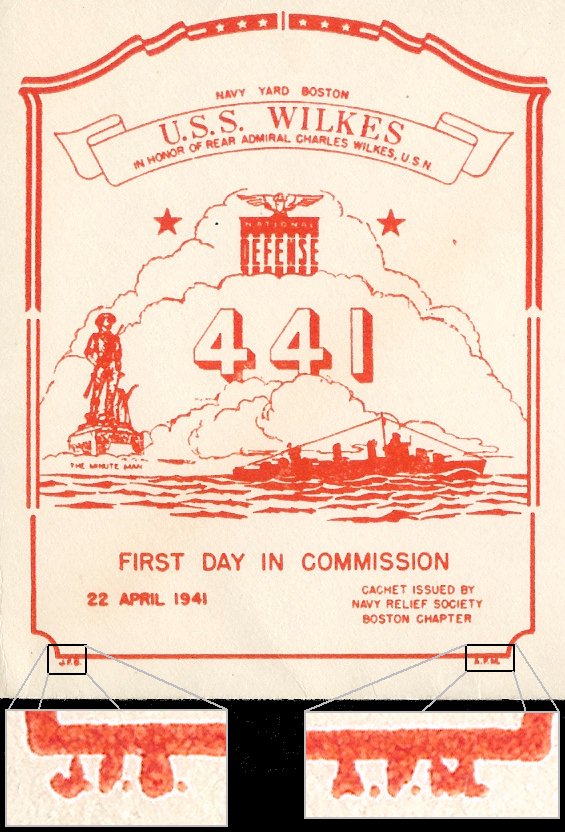 NAVY YARD BOSTON
U.S.S. WILKES
IN HONOR OF REAR ADMIRAL CHARLES WILKES, U.S.N.
NATIONAL
DEFENSE
441
THE MINUTE MAN
FIRST DAY IN COMMISSION
22 APRIL 1941
CACHET ISSUED BY
NAVY RELIEF SOCIETY
BOSTON CHAPTER